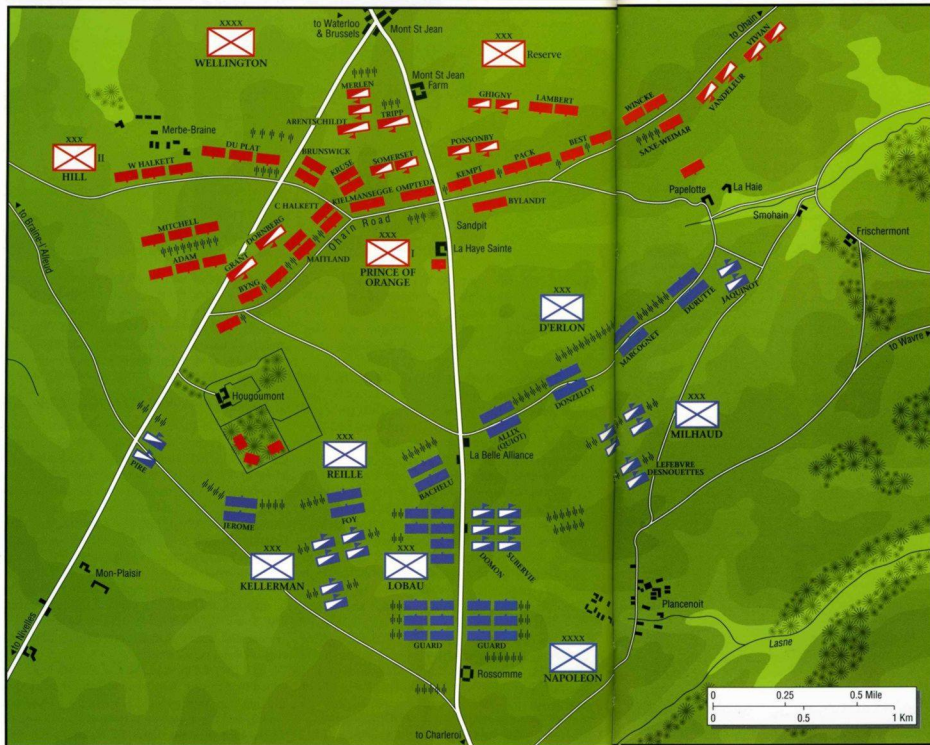 to Waterloo
& Brussels
Mont St Jean
XXXX
WELLINGTON
XXX
Reserve
to Ohain
VIVIAN
VANDELEUR
Mont St Jean
Farm
MERLEN
ARENTSCHILDT
TRIPP
GHIGNY
LAMBERT
WINCKE
SAXE-WEIMAR
Merbe-Braine
DU PLAT
BRUNSWICK
KRUSE
SOMERSET
PONSONBY
PACK
BEST
XXX
II
HILL
W HALKETT
KIELMANSEGGE
OMPTEDA
KEMPT
BYLANDT
C HALKETT
Ohain Road
Papelotte
La Haie
Smohain
Frischermont
to Braine-l'Alleud
MITCHELL
ADAM
DORNBERG
GRANT
BYNG
MAITLAND
XXX
I
PRINCE OF
ORANGE
Sandpit
La Haye Sainte
XXX
D'ERLON
DURUTTE
JAQUINOT
MARCOGNET
DONZELOT
ALLIX
(QUIOT)
to Wavre
Hougoumont
PIRE
XXX
MILHAUD
LEFEBVRE
DESNOUETTES
La Belle Alliance
XXX
REILLE
BACHELU
JEROME
FOY
XXX
KELLERMAN
XXX
LOBAU
DOMON
SUBERVIE
Mon-Plaisir
to Nivelles
Plancenoit
Lasne
GUARD
GUARD
XXXX
NAPOLEON
Rossomme
to Charleroi
0
0.25
0.5 Mile
0
0.5
1 Km